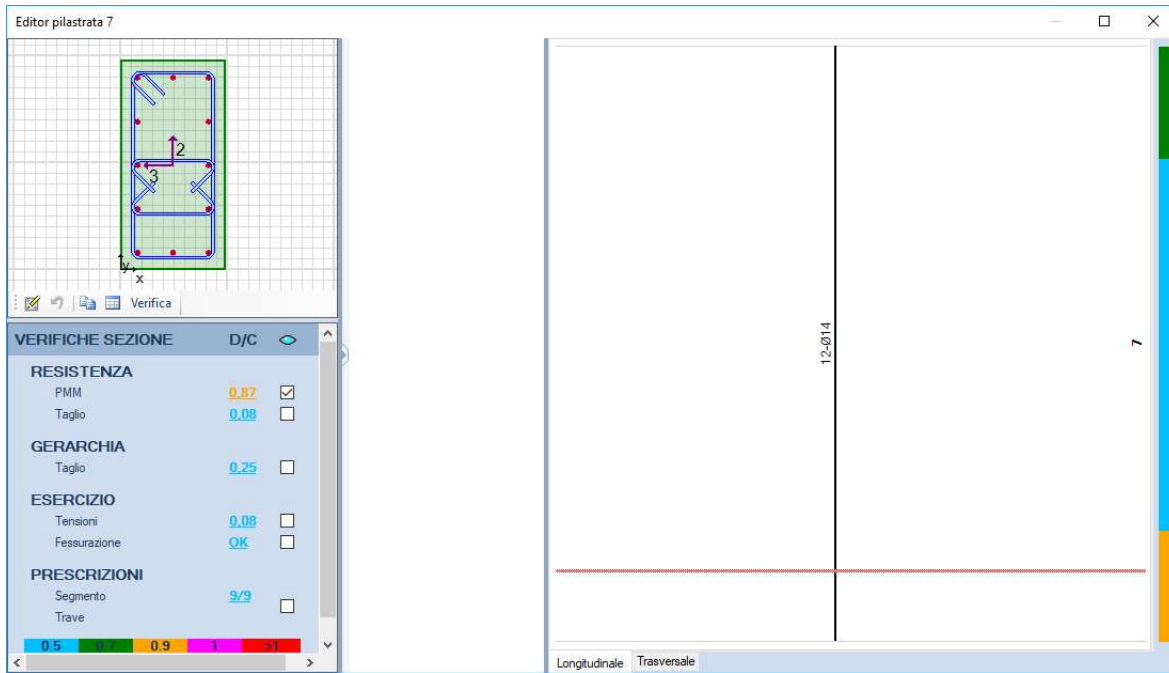 Editor pilastrata 7
2
3
y
x
Verifica
VERIFICHE SEZIONE D/C
RESISTENZA
PMM 0,87
Taglio 0,08
GERARCHIA
Taglio 0,25
ESERCIZIO
Tensioni 0,08
Fessurazione OK
PRESCRIZIONI
Segmento 9/9
Trave
0.5 0.7 0.9 1 >1
12-Ø14
7
Longitudinale Trasversale